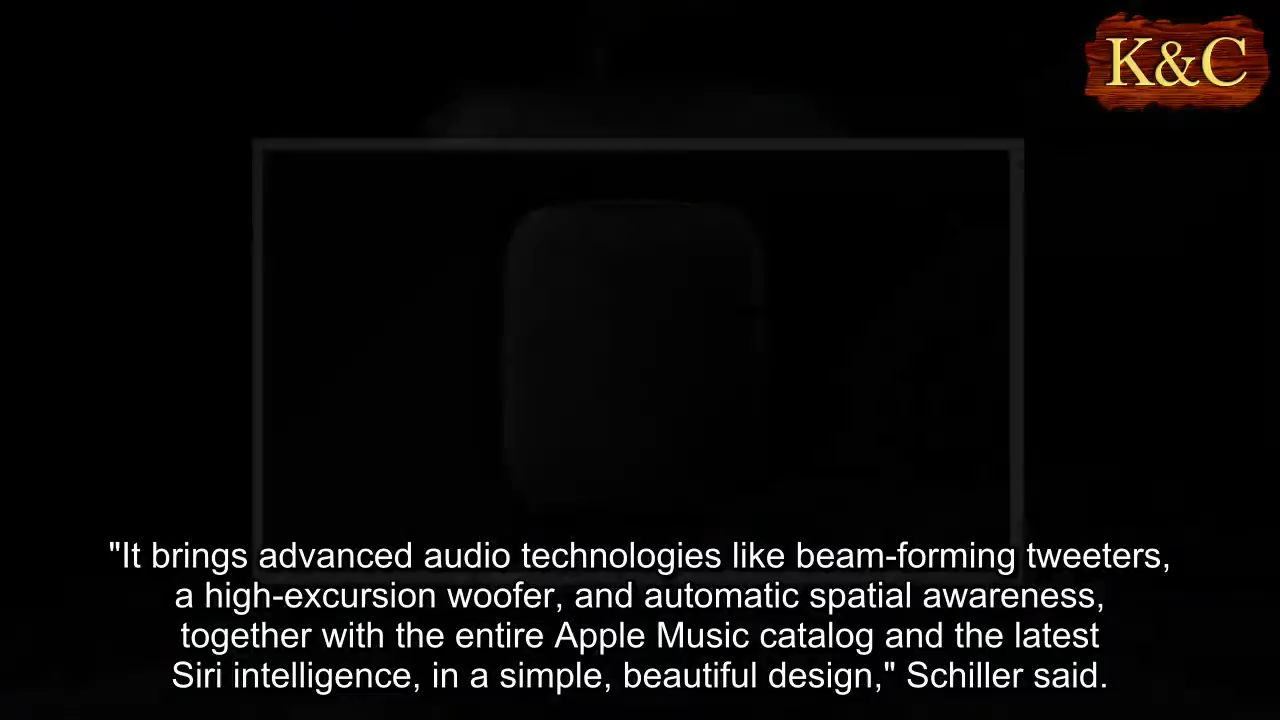 K&C
"It brings advanced audio technologies like beam-forming tweeters,
a high-excursion woofer, and automatic spatial awareness,
together with the entire Apple Music catalog and the latest
Siri intelligence, in a simple, beautiful design," Schiller said.